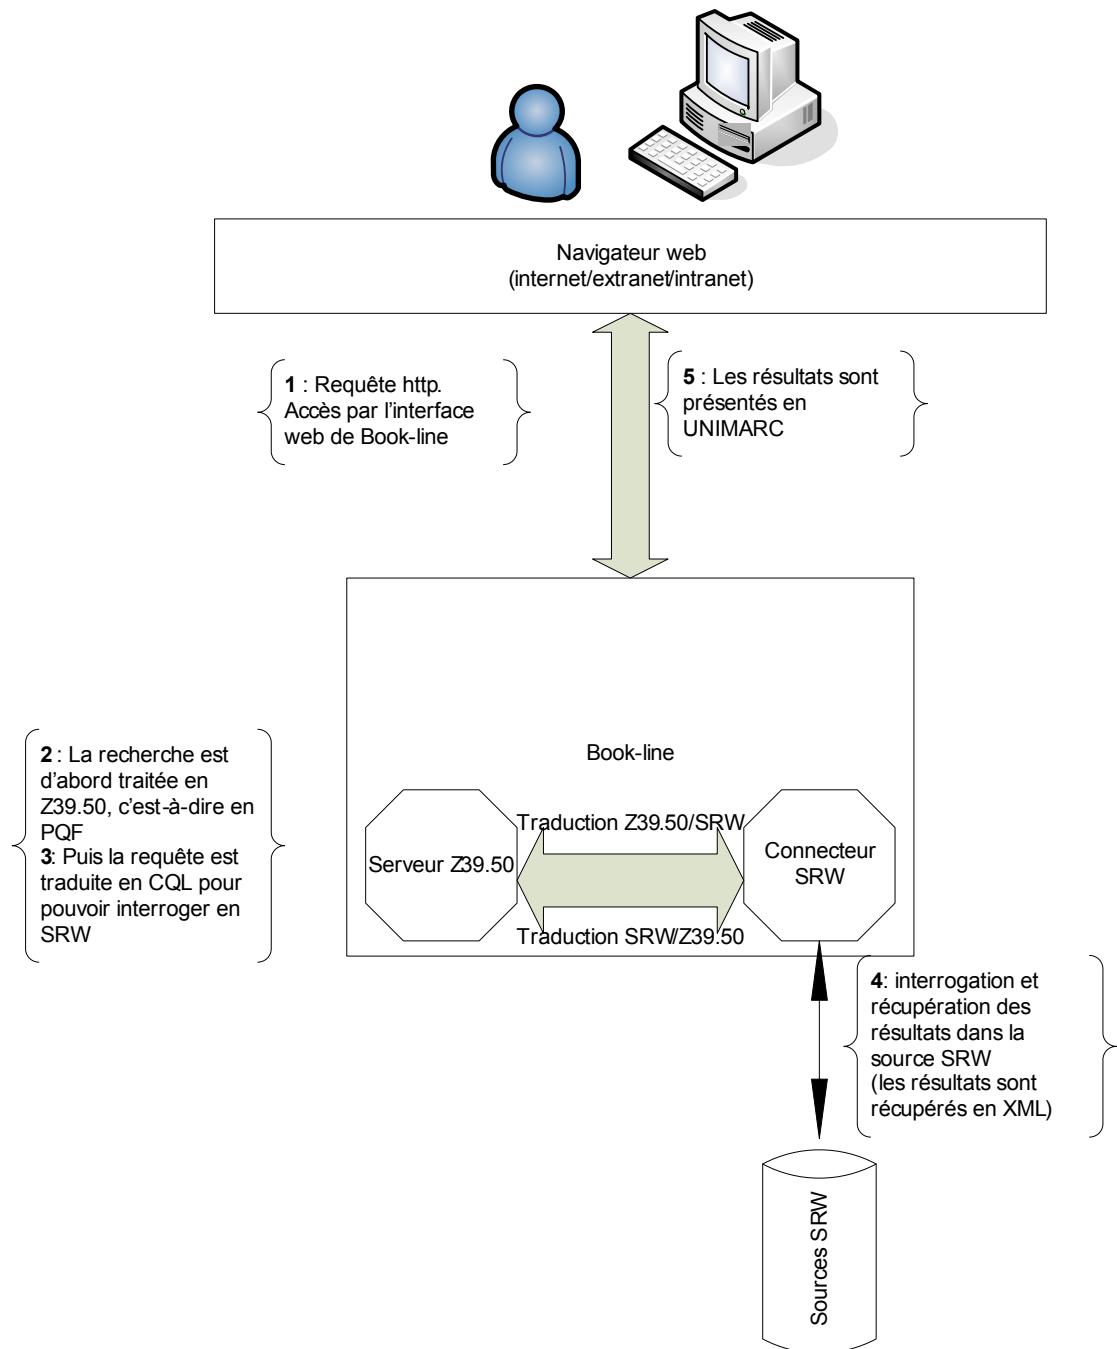 Navigateur web
(internet/extranet/intranet)
1 : Requête http.
Accès par l'interface
web de Book-line
5 : Les résultats sont
présentés en
UNIMARC
2 : La recherche est
d'abord traitée en
Z39.50, c'est-à-dire en
PQF
3: Puis la requête est
traduite en CQL pour
pouvoir interroger en
SRW
Book-line
Traduction Z39.50/SRW
Serveur Z39.50
Connecteur
SRW
Traduction SRW/Z39.50
4: interrogation et
récupération des
résultats dans la
source SRW
(les résultats sont
récupérés en XML)
Sources SRW